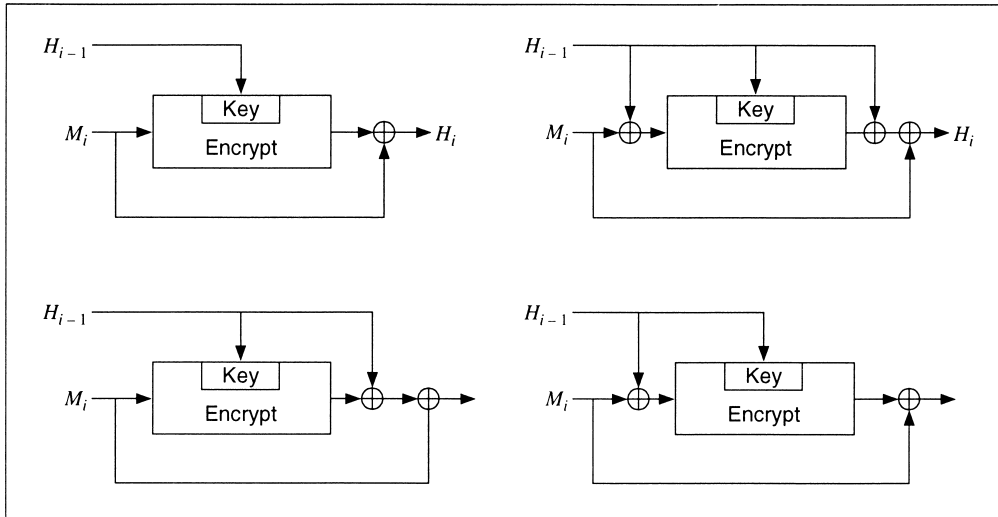 H_{i-1}
Key
M_i
Encrypt
H_i
H_{i-1}
Key
M_i
Encrypt
H_i
H_{i-1}
Key
M_i
Encrypt
H_{i-1}
Key
M_i
Encrypt